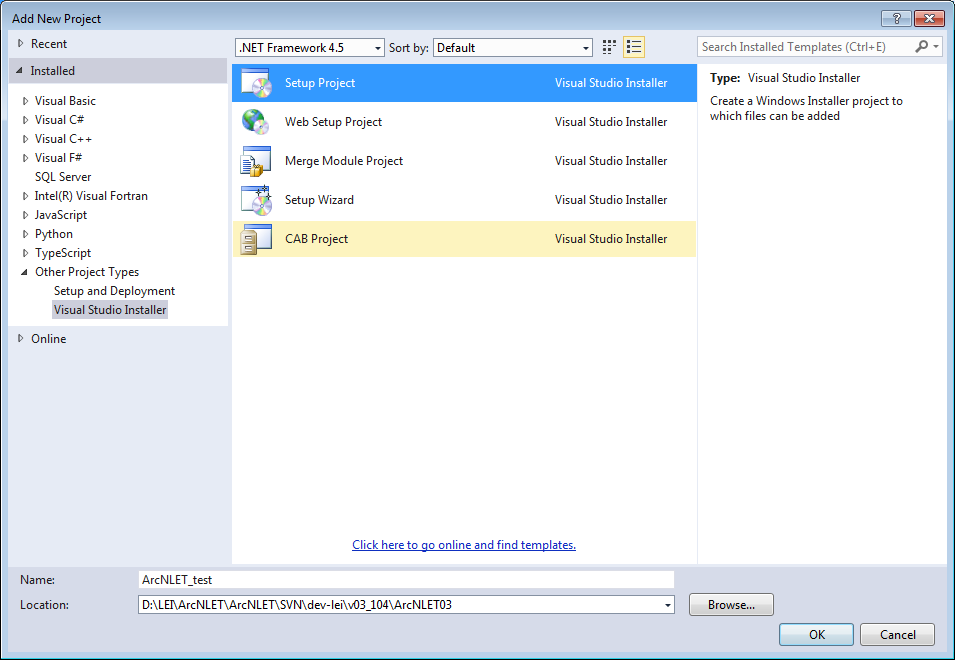 Add New Project
Recent
.NET Framework 4.5 Sort by: Default Search Installed Templates (Ctrl+E)
Installed
Visual Basic
Visual C#
Visual C++
Visual F#
SQL Server
Intel(R) Visual Fortran
JavaScript
Python
TypeScript
Other Project Types
Setup and Deployment
Visual Studio Installer
Online
Setup Project Visual Studio Installer
Web Setup Project Visual Studio Installer
Merge Module Project Visual Studio Installer
Setup Wizard Visual Studio Installer
CAB Project Visual Studio Installer
Click here to go online and find templates.
Type: Visual Studio Installer
Create a Windows Installer project to
which files can be added
Name: ArcNLET_test
Location: D:\LEI\ArcNLET\ArcNLET\SVN\dev-lei\v03_104\ArcNLET03 Browse...
OK Cancel